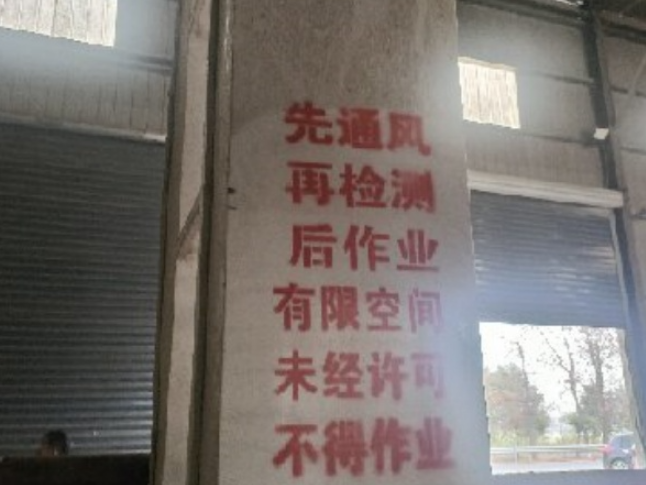 先通风
再检测
后作业
有限空间
未经许可
不得作业